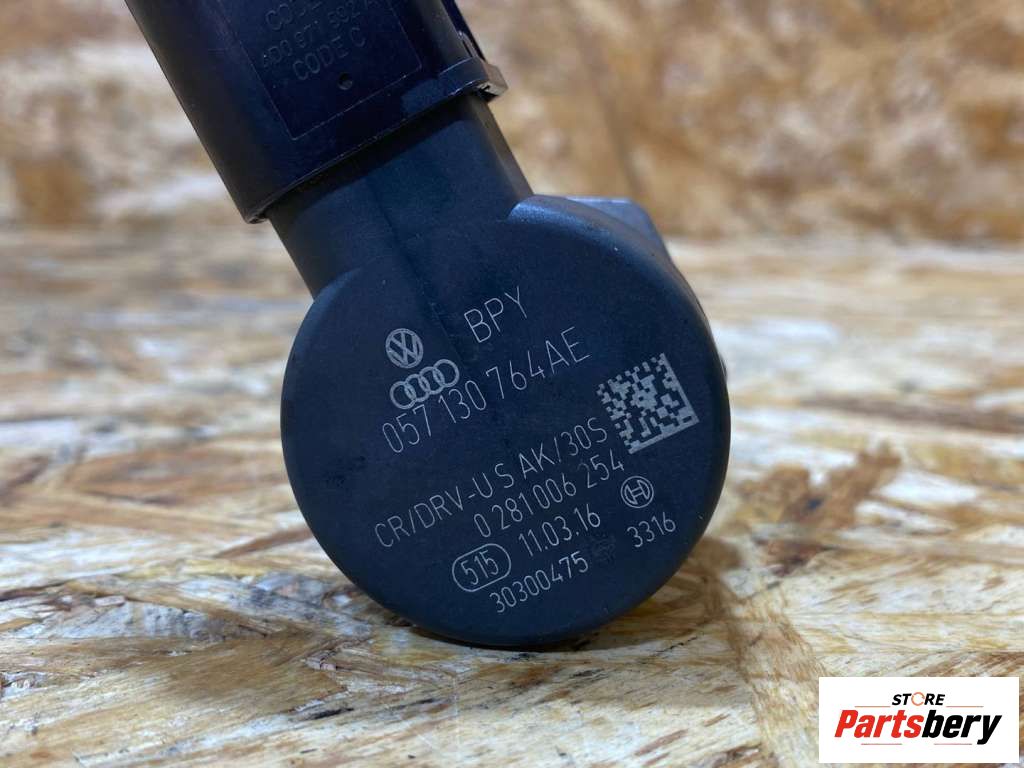 CODE C
BPY
057 130 764AE
CR/DRV-U S AK/30S
0 281 006 254
515 11.03.16
30300475 3316
STORE
Partsbery